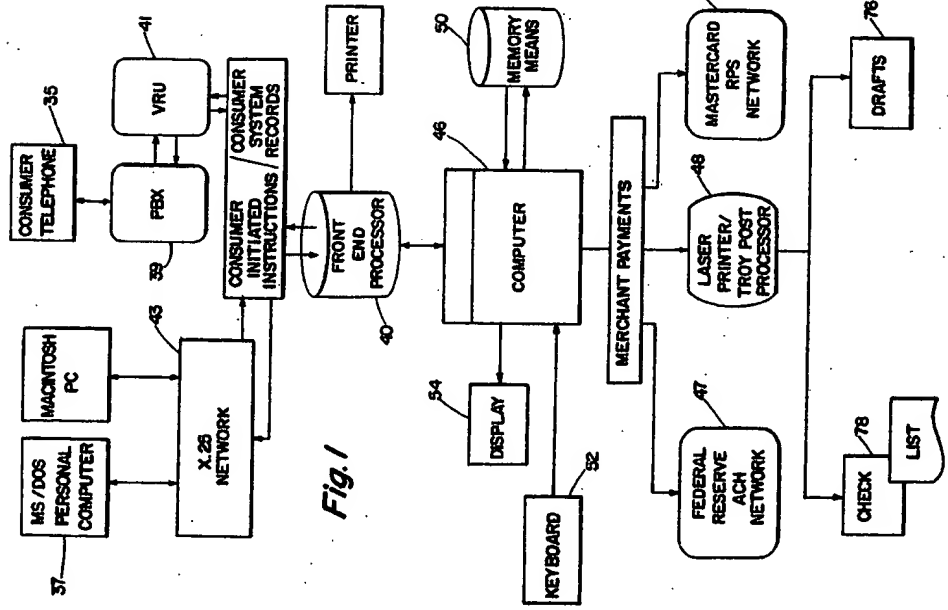 35
CONSUMER
TELEPHONE
41
VRU
PBX
39
MS/DOS
PERSONAL
COMPUTER
37
MACINTOSH
PC
43
X.25
NETWORK
CONSUMER
INITIATED
INSTRUCTIONS
/
CONSUMER
SYSTEM
RECORDS
FRONT
END
PROCESSOR
40
PRINTER
Fig. 1
50
MEMORY
MEANS
46
COMPUTER
54
DISPLAY
KEYBOARD
52
MERCHANT PAYMENTS
47
FEDERAL
RESERVE
ACH
NETWORK
48
LASER
PRINTER/
TROY POST
PROCESSOR
MASTERCARD
RPS
NETWORK
78
CHECK
LIST
76
DRAFTS